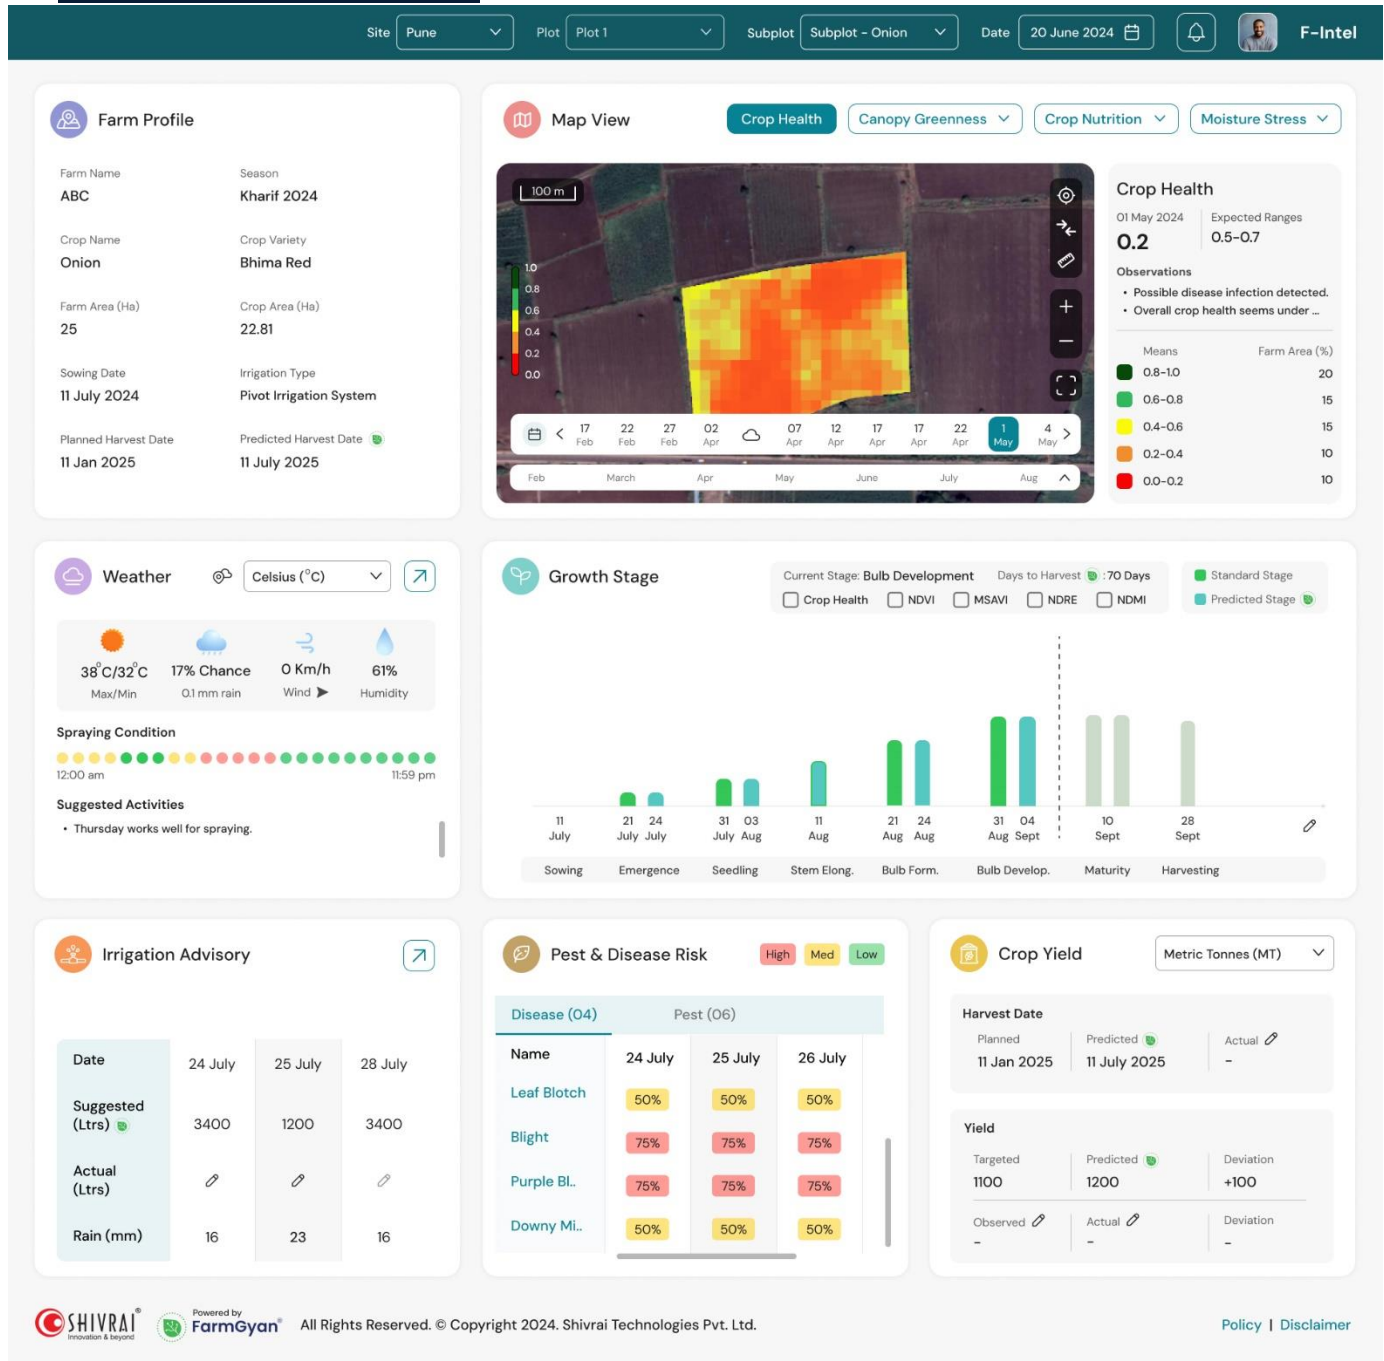 Site Pune Plot Plot 1 Subplot Subplot - Onion Date 20 June 2024 F-Intel
Farm Profile
Farm Name Season
ABC Kharif 2024
Crop Name Crop Variety
Onion Bhima Red
Farm Area (Ha) Crop Area (Ha)
25 22.81
Sowing Date Irrigation Type
11 July 2024 Pivot Irrigation System
Planned Harvest Date Predicted Harvest Date
11 Jan 2025 11 July 2025
Map View Crop Health Canopy Greenness Crop Nutrition Moisture Stress
100 m
1.0
0.8
0.6
0.4
0.2
0.0
17 22 27 02 07 12 17 17 22 1 4
Feb Feb Feb Apr Apr Apr Apr Apr Apr May May
Feb March Apr May June July Aug
Crop Health
01 May 2024 Expected Ranges
0.2 0.5-0.7
Observations
• Possible disease infection detected.
• Overall crop health seems under ...
Means Farm Area (%)
0.8-1.0 20
0.6-0.8 15
0.4-0.6 15
0.2-0.4 10
0.0-0.2 10
Weather Celsius (°C)
38°C/32°C 17% Chance 0 Km/h 61%
Max/Min 0.1 mm rain Wind Humidity
Spraying Condition
12:00 am 11:59 pm
Suggested Activities
• Thursday works well for spraying.
Growth Stage
Current Stage: Bulb Development Days to Harvest : 70 Days
Crop Health NDVI MSAVI NDRE NDMI
Standard Stage
Predicted Stage
11 21 24 31 03 11 21 24 31 04 10 28
July July July July Aug Aug Aug Aug Aug Sept Sept Sept
Sowing Emergence Seedling Stem Elong. Bulb Form. Bulb Develop. Maturity Harvesting
Irrigation Advisory
Date 24 July 25 July 28 July
Suggested
(Ltrs) 3400 1200 3400
Actual
(Ltrs)
Rain (mm) 16 23 16
Pest & Disease Risk High Med Low
Disease (04) Pest (06)
Name 24 July 25 July 26 July
Leaf Blotch 50% 50% 50%
Blight 75% 75% 75%
Purple Bl.. 75% 75% 75%
Downy Mi.. 50% 50% 50%
Crop Yield Metric Tonnes (MT)
Harvest Date
Planned Predicted Actual
11 Jan 2025 11 July 2025 -
Yield
Targeted Predicted Deviation
1100 1200 +100
Observed Actual Deviation
- - -
SHIVRAI®
Innovation & beyond
Powered by
FarmGyan®
All Rights Reserved. © Copyright 2024. Shivrai Technologies Pvt. Ltd.
Policy | Disclaimer